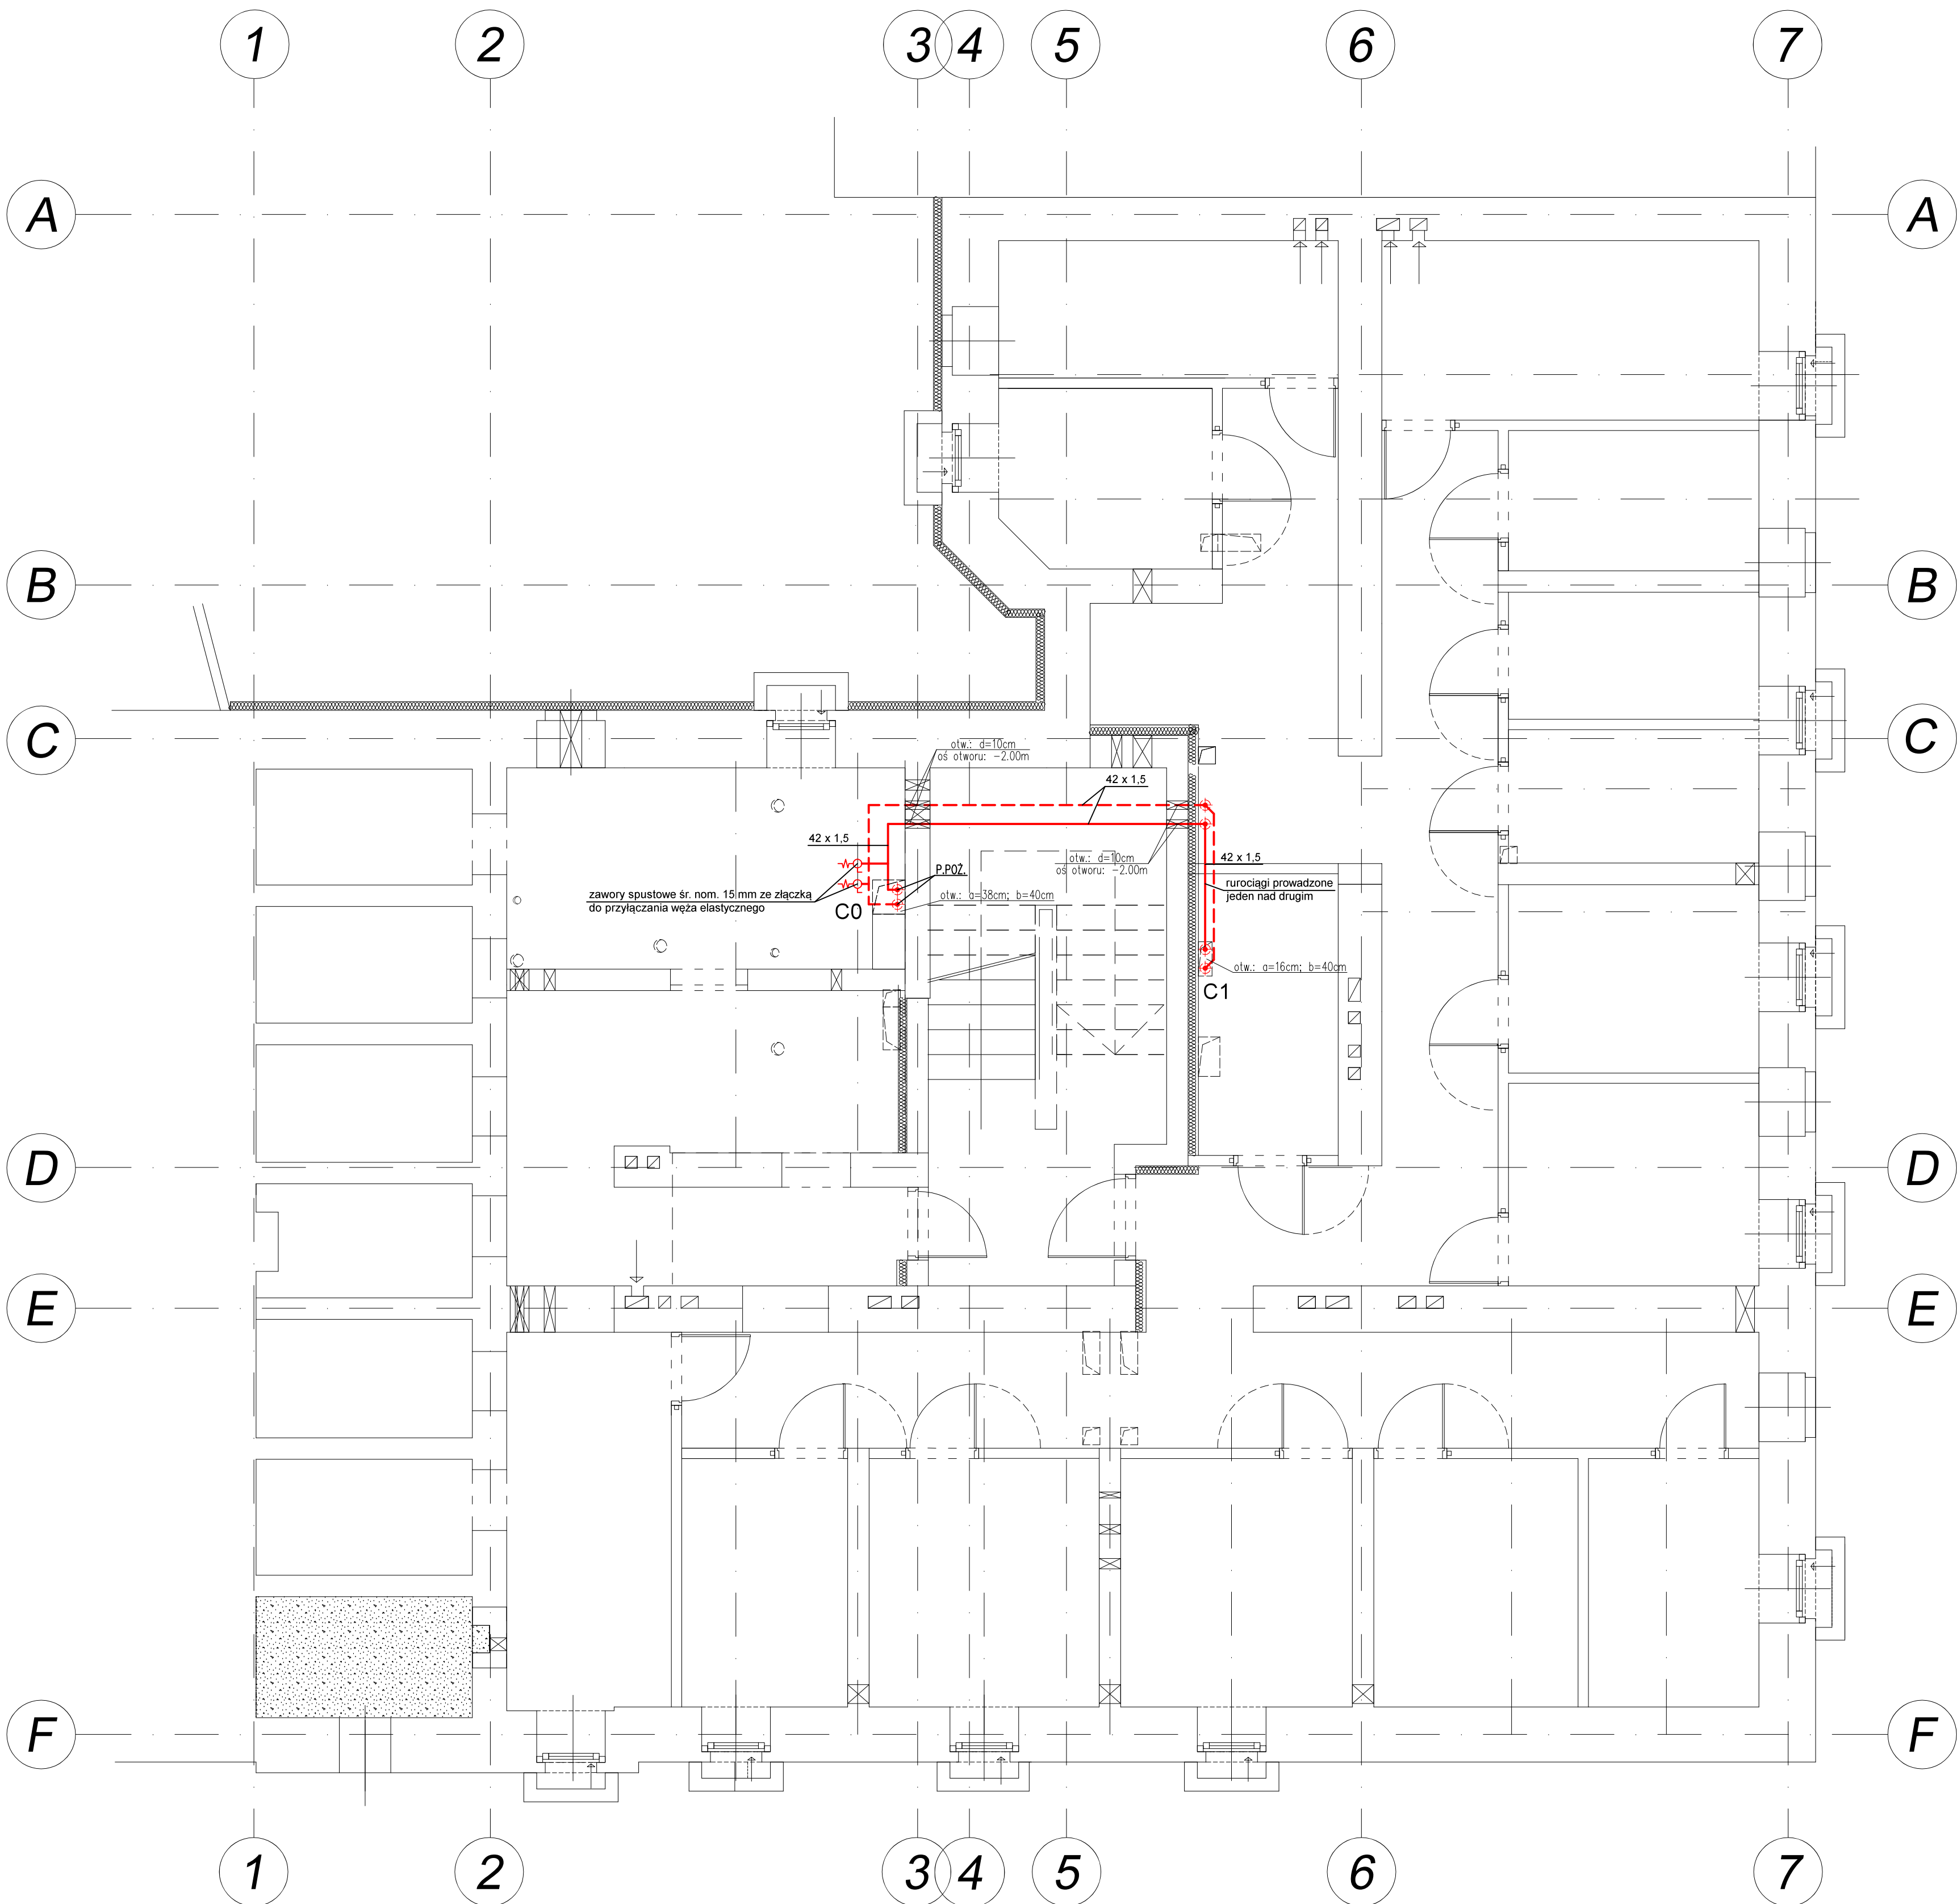 1 2 3 4 5 6 7
A A
B B
C C
otw.: d=10cm
oś otworu: -2.00m
42 x 1,5
42 x 1,5
otw.: d=10cm
oś otworu: -2.00m
42 x 1,5
P.POŻ.
rurociągi prowadzone
jeden nad drugim
zawory spustowe śr. nom. 15 mm ze złączką
do przyłączania węża elastycznego
otw.: a=38cm; b=40cm
C0
otw.: a=16cm; b=40cm
C1
D D
E E
F F
1 2 3 4 5 6 7